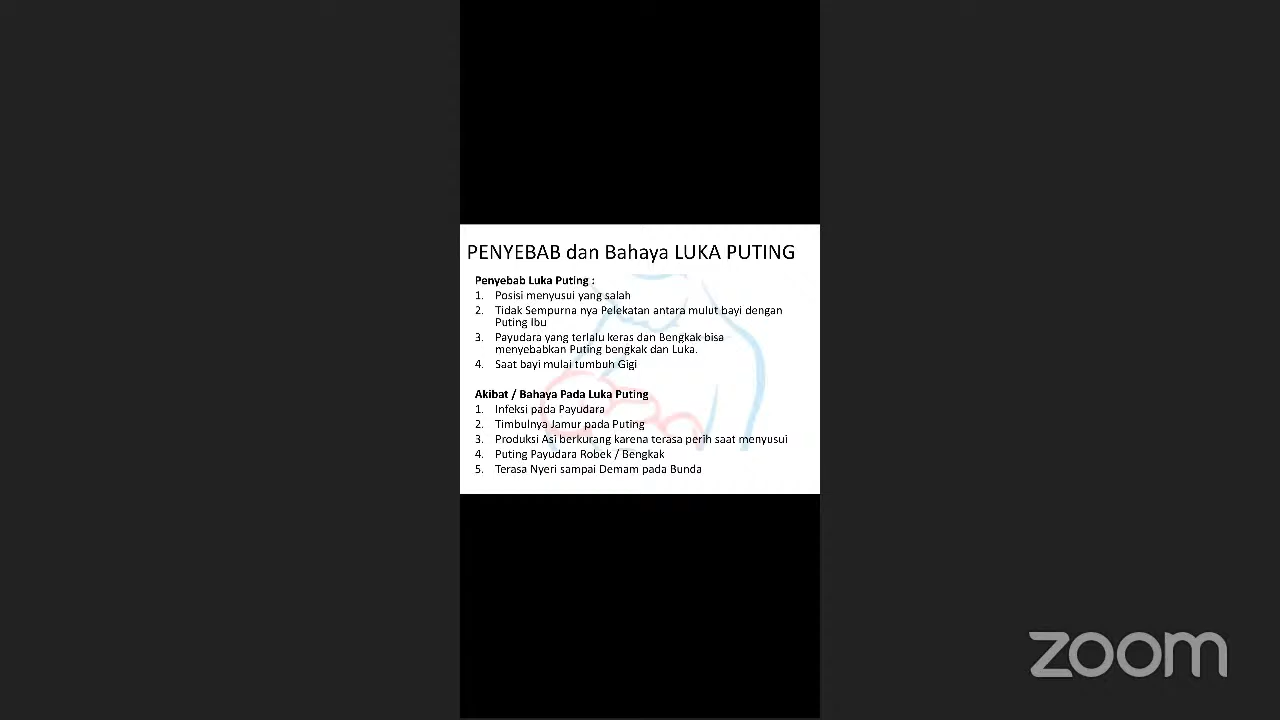 PENYEBAB dan Bahaya LUKA PUTING
Penyebab Luka Puting :
1. Posisi menyusui yang salah
2. Tidak Sempurna nya Pelekatan antara mulut bayi dengan
Puting Ibu
3. Payudara yang terlalu keras dan Bengkak bisa
menyebabkan Puting bengkak dan Luka.
4. Saat bayi mulai tumbuh Gigi
Akibat / Bahaya Pada Luka Puting
1. Infeksi pada Payudara
2. Timbulnya Jamur pada Puting
3. Produksi Asi berkurang karena terasa perih saat menyusui
4. Puting Payudara Robek / Bengkak
5. Terasa Nyeri sampai Demam pada Bunda
zoom